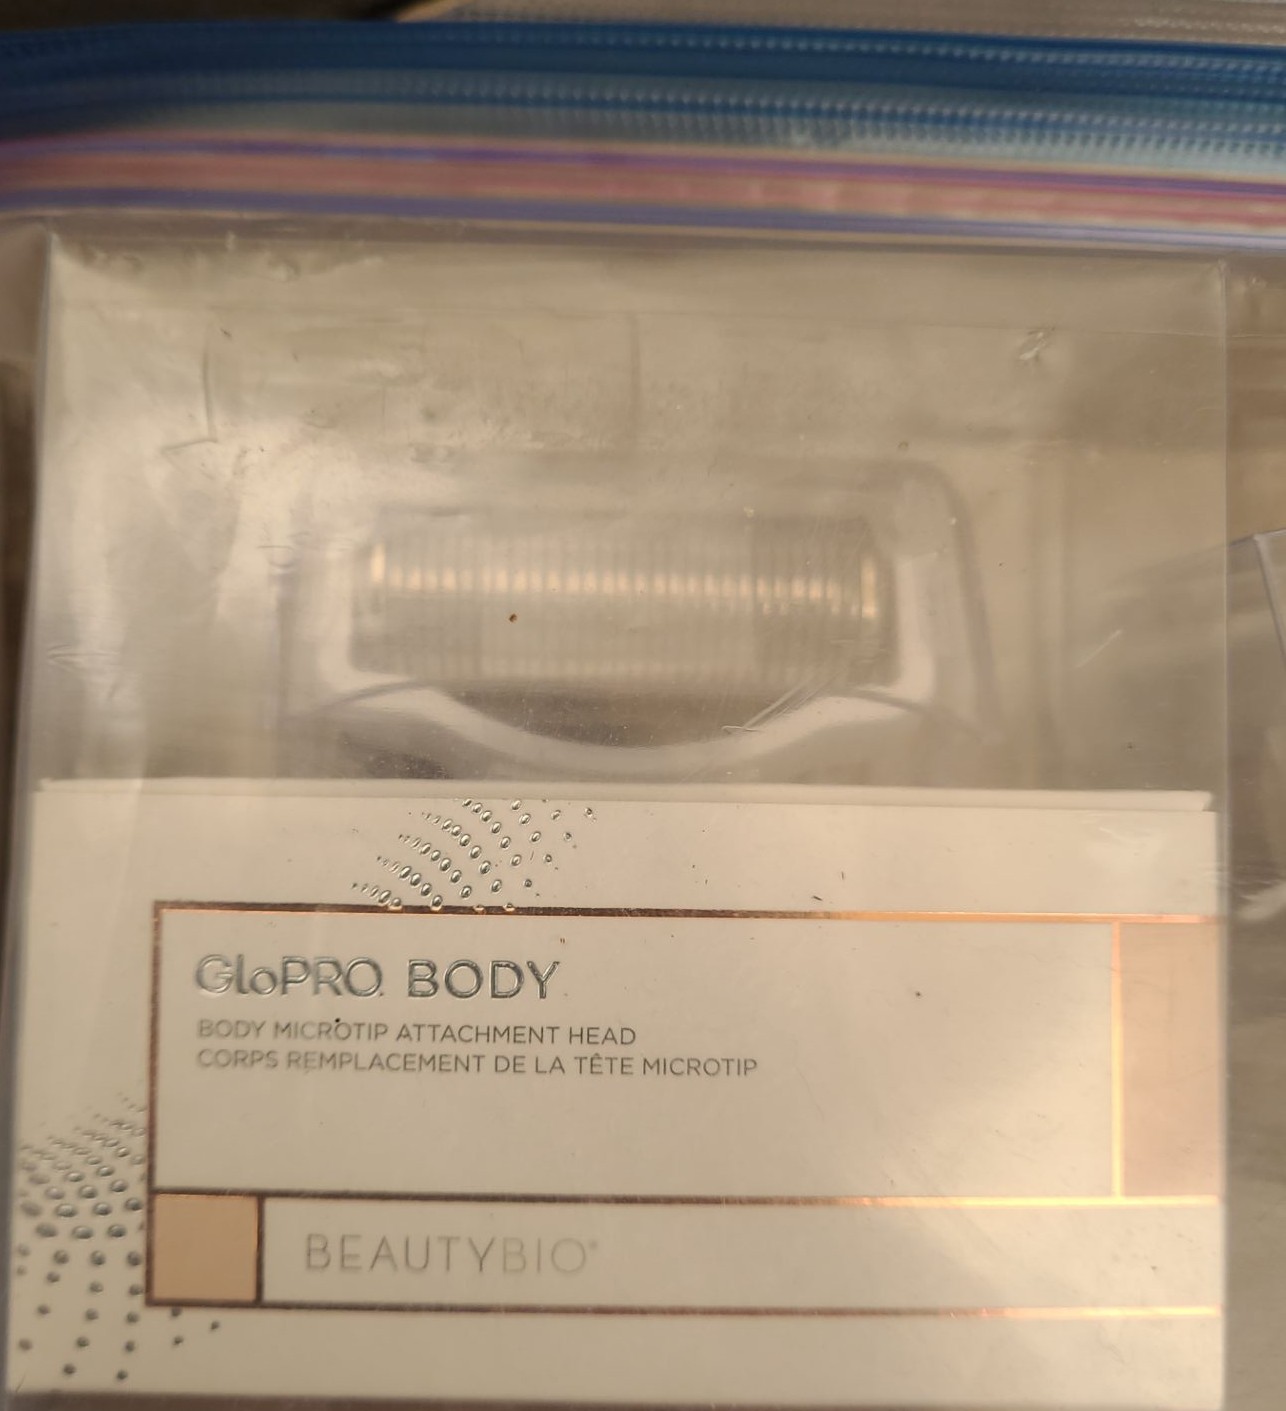 GloPRO. BODY
BODY MICROTIP ATTACHMENT HEAD
CORPS REMPLACEMENT DE LA TÊTE MICROTIP
BEAUTYBIO®